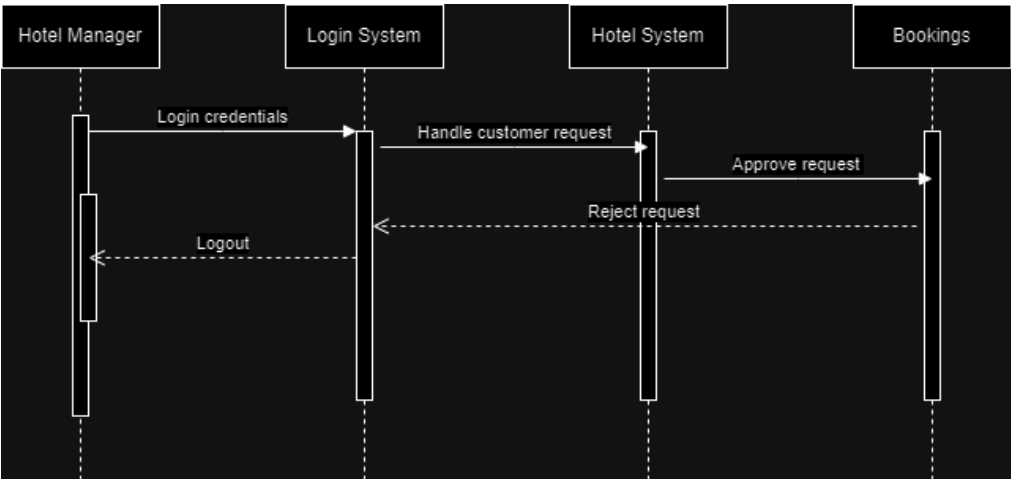 Hotel Manager
Login System
Hotel System
Bookings
Login credentials
Handle customer request
Approve request
Reject request
Logout